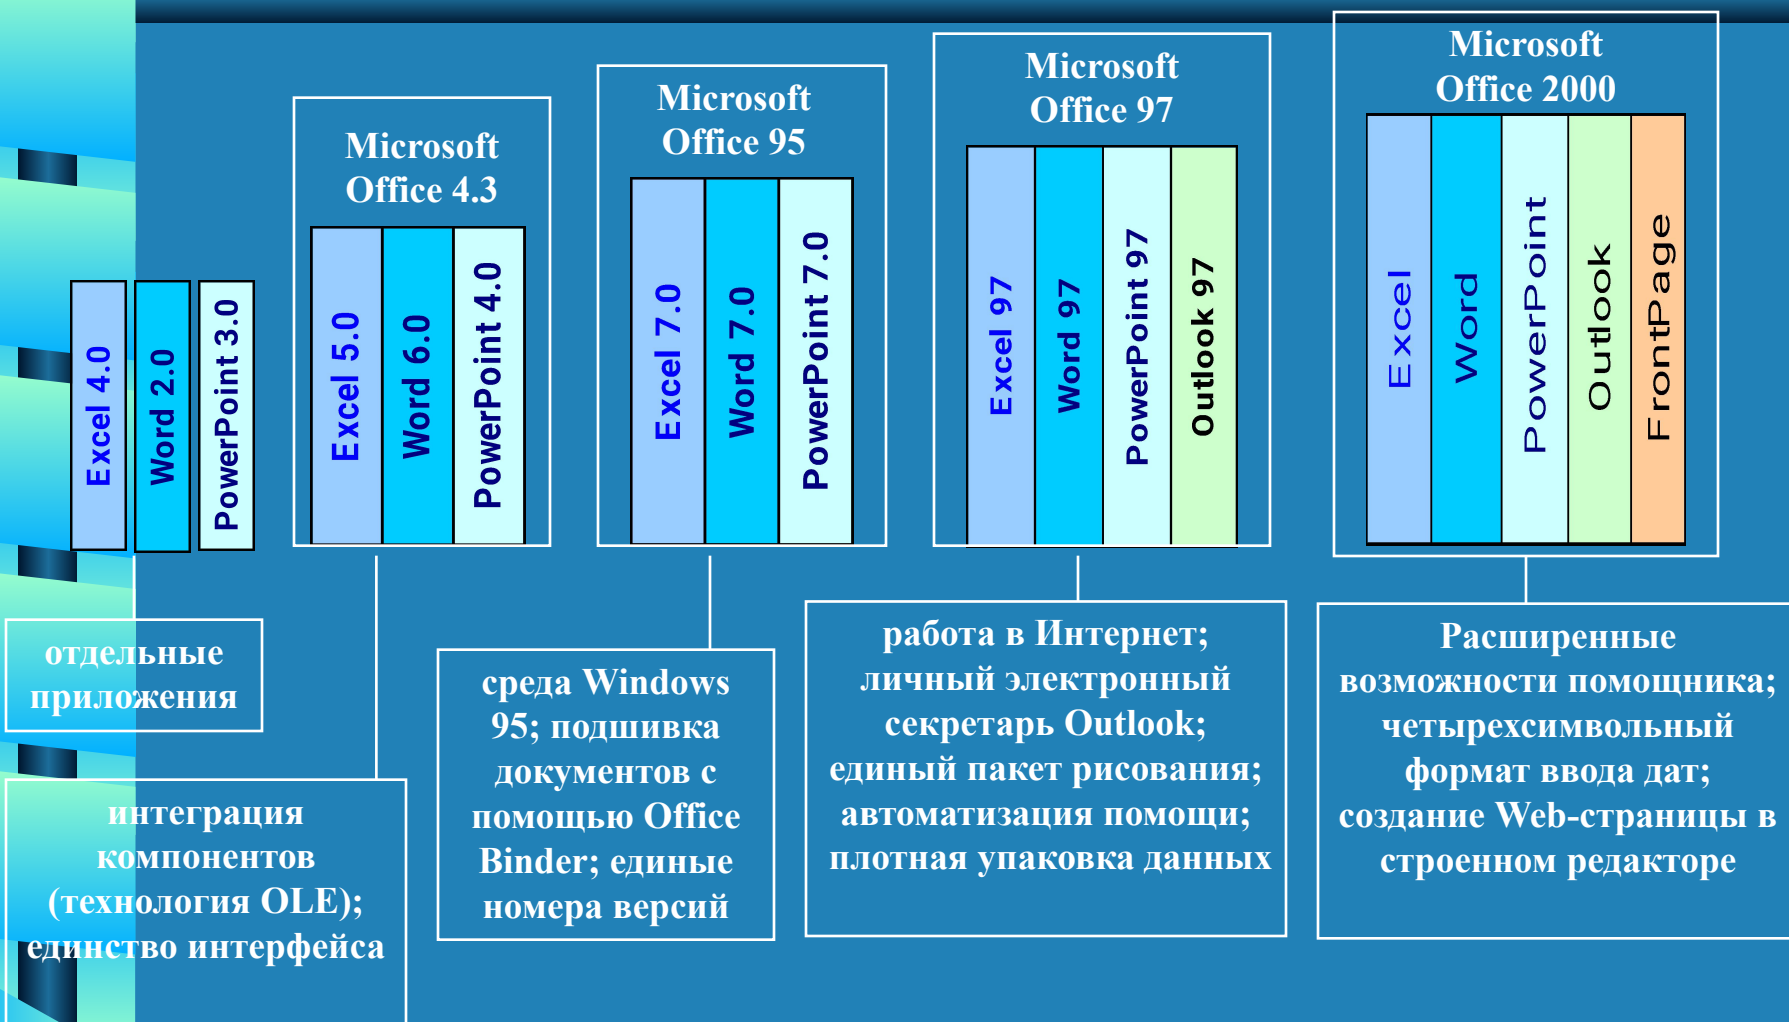 Excel 4.0
Word 2.0
PowerPoint 3.0
отдельные
приложения
Microsoft
Office 4.3
Excel 5.0
Word 6.0
PowerPoint 4.0
интеграция
компонентов
(технология OLE);
единство интерфейса
Microsoft
Office 95
Excel 7.0
Word 7.0
PowerPoint 7.0
среда Windows
95; подшивка
документов с
помощью Office
Binder; единые
номера версий
Microsoft
Office 97
Excel 97
Word 97
PowerPoint 97
Outlook 97
работа в Интернет;
личный электронный
секретарь Outlook;
единый пакет рисования;
автоматизация помощи;
плотная упаковка данных
Microsoft
Office 2000
Excel
Word
PowerPoint
Outlook
FrontPage
Расширенные
возможности помощника;
четырехсимвольный
формат ввода дат;
создание Web-страницы в
строенном редакторе